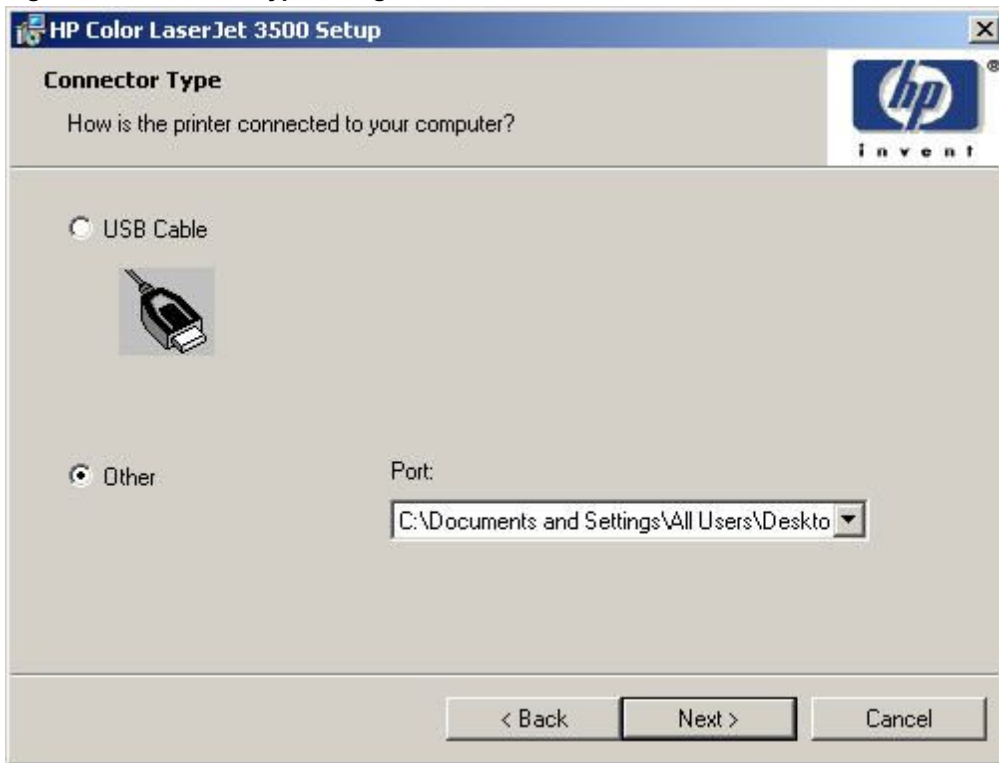 HP Color LaserJet 3500 Setup
Connector Type
How is the printer connected to your computer?
hp
®
invent
USB Cable
Other
Port:
C:\Documents and Settings\All Users\Deskto
< Back
Next >
Cancel